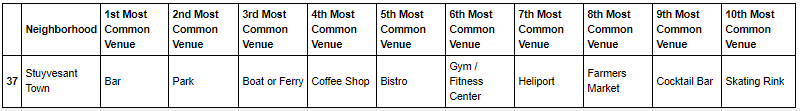 Neighborhood
1st Most
Common
Venue
2nd Most
Common
Venue
3rd Most
Common
Venue
4th Most
Common
Venue
5th Most
Common
Venue
6th Most
Common
Venue
7th Most
Common
Venue
8th Most
Common
Venue
9th Most
Common
Venue
10th Most
Common Venue
37
Stuyvesant
Town
Bar
Park
Boat or Ferry
Coffee Shop
Bistro
Gym /
Fitness
Center
Heliport
Farmers
Market
Cocktail Bar
Skating Rink